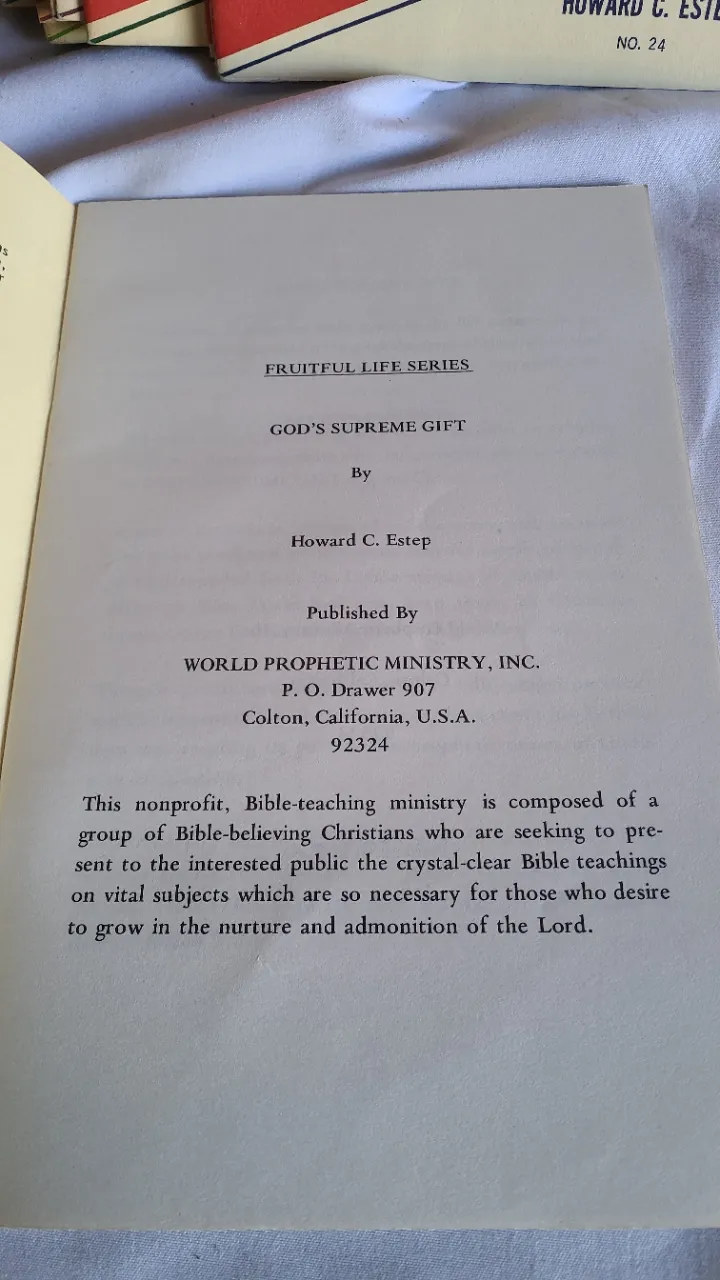 HOWARD C.
NO. 24
FRUITFUL LIFE SERIES
GOD'S SUPREME GIFT
By
Howard C. Estep
Published By
WORLD PROPHETIC MINISTRY, INC.
P. O. Drawer 907
Colton, California, U.S.A.
92324
This nonprofit, Bible-teaching ministry is composed of a
group of Bible-believing Christians who are seeking to pre-
sent to the interested public the crystal-clear Bible teachings
on vital subjects which are so necessary for those who desire
to grow in the nurture and admonition of the Lord.